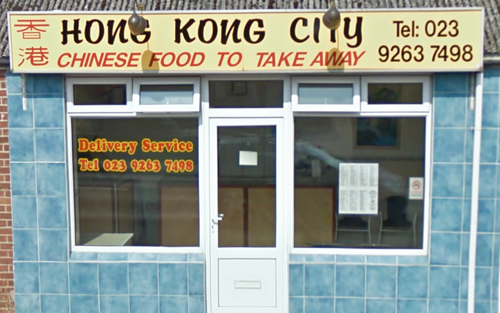 香港
HONG KONG CITY
CHINESE FOOD TO TAKE AWAY
Tel: 023
9263 7498
Delivery Service
Tel 023 9263 7498